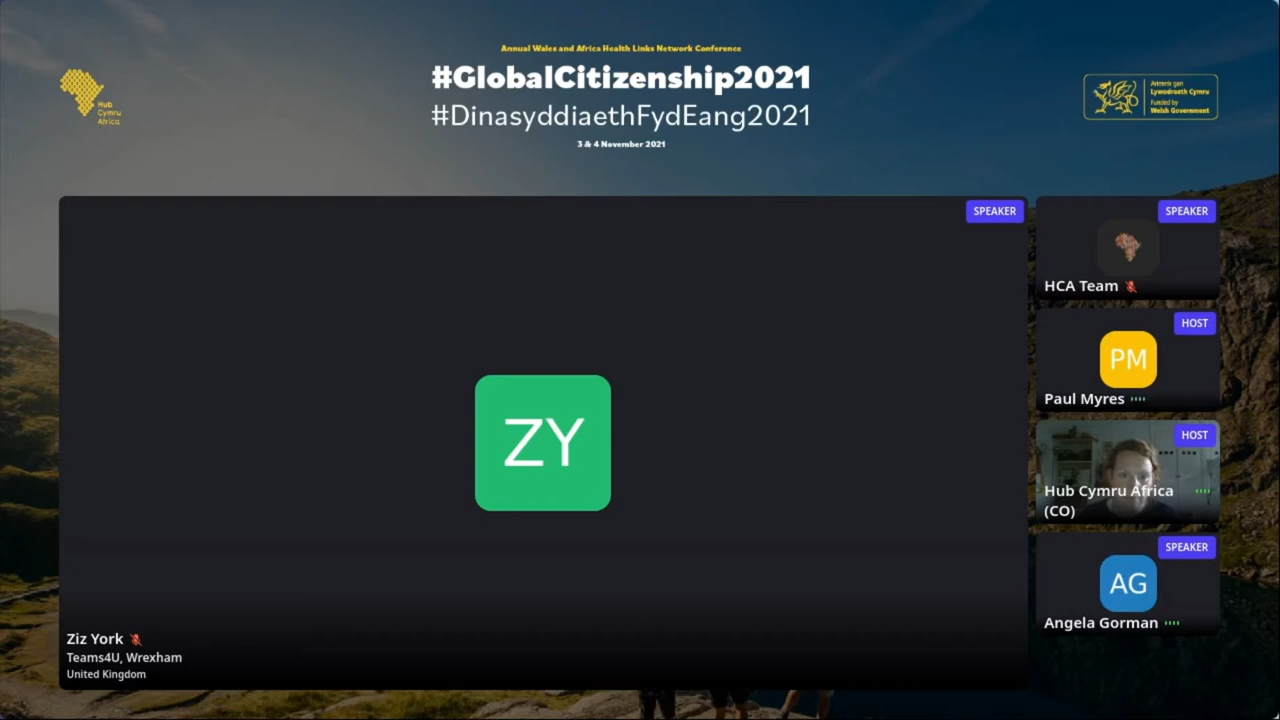 Annual Wales and Africa Health Links Network Conference
#GlobalCitizenship2021
#DinasyddiaethFydEang2021
3 & 4 November 2021
Hub
Cymru
Africa
Ariennir gan
Lywodraeth Cymru
Funded by
Welsh Government
SPEAKER
ZY
Ziz York
Teams4U, Wrexham
United Kingdom
SPEAKER
HCA Team
HOST
PM
Paul Myres
HOST
Hub Cymru Africa
(CO)
SPEAKER
AG
Angela Gorman